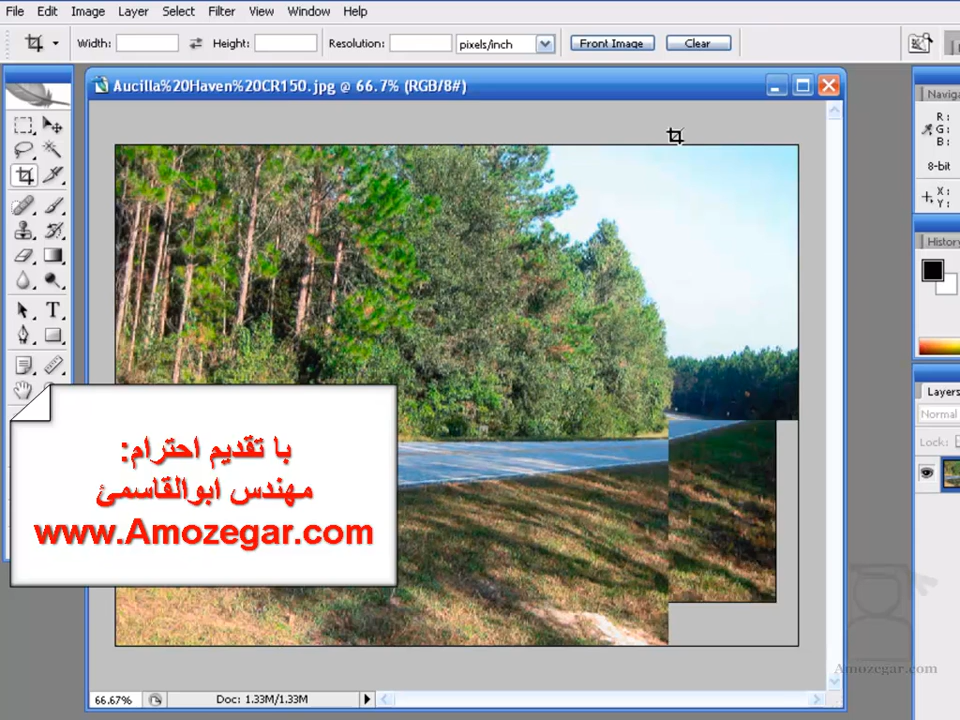 File Edit Image Layer Select Filter View Window Help
Width: Height: Resolution: pixels/inch Front Image Clear
Aucilla%20Haven%20CR150.jpg @ 66.7% (RGB/8#)
Naviga
R:
G:
B:
8-bit
X:
Y:
History
Layers
Normal
Lock:
با تقدیم احترام:
مهندس ابوالقاسمئ
www.Amozegar.com
Amozegar.com
66.67% Doc: 1.33M/1.33M